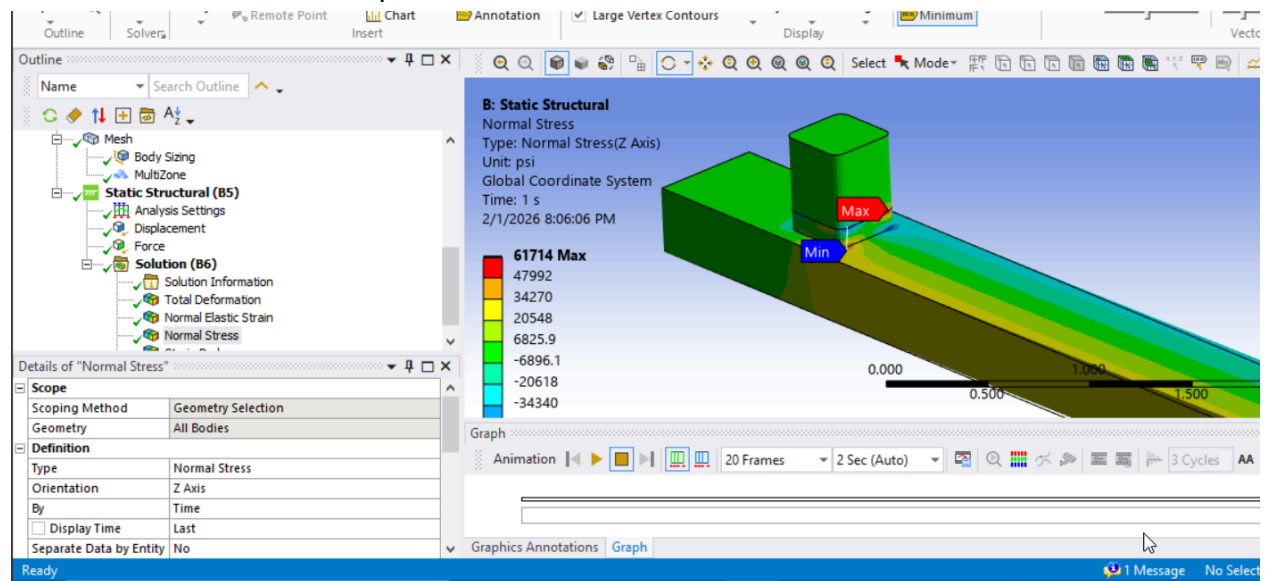 Remote Point
Chart
Annotation
Large Vertex Contours
Minimum
Outline
Solver
Insert
Display
Outline
Name
Search Outline
Select
Mode
Mesh
Body Sizing
MultiZone
Static Structural (B5)
Analysis Settings
Displacement
Force
Solution (B6)
Solution Information
Total Deformation
Normal Elastic Strain
Normal Stress
B: Static Structural
Normal Stress
Type: Normal Stress(Z Axis)
Unit: psi
Global Coordinate System
Time: 1 s
2/1/2026 8:06:06 PM
61714 Max
47992
34270
20548
6825.9
-6896.1
-20618
-34340
Max
Min
0.000
1.000
0.500
1.500
Details of "Normal Stress"
Scope
Scoping Method Geometry Selection
Geometry All Bodies
Definition
Type Normal Stress
Orientation Z Axis
By Time
Display Time Last
Separate Data by Entity No
Graph
Animation
20 Frames
2 Sec (Auto)
3 Cycles
AA
Graphics Annotations Graph
Ready
1 Message
No Select